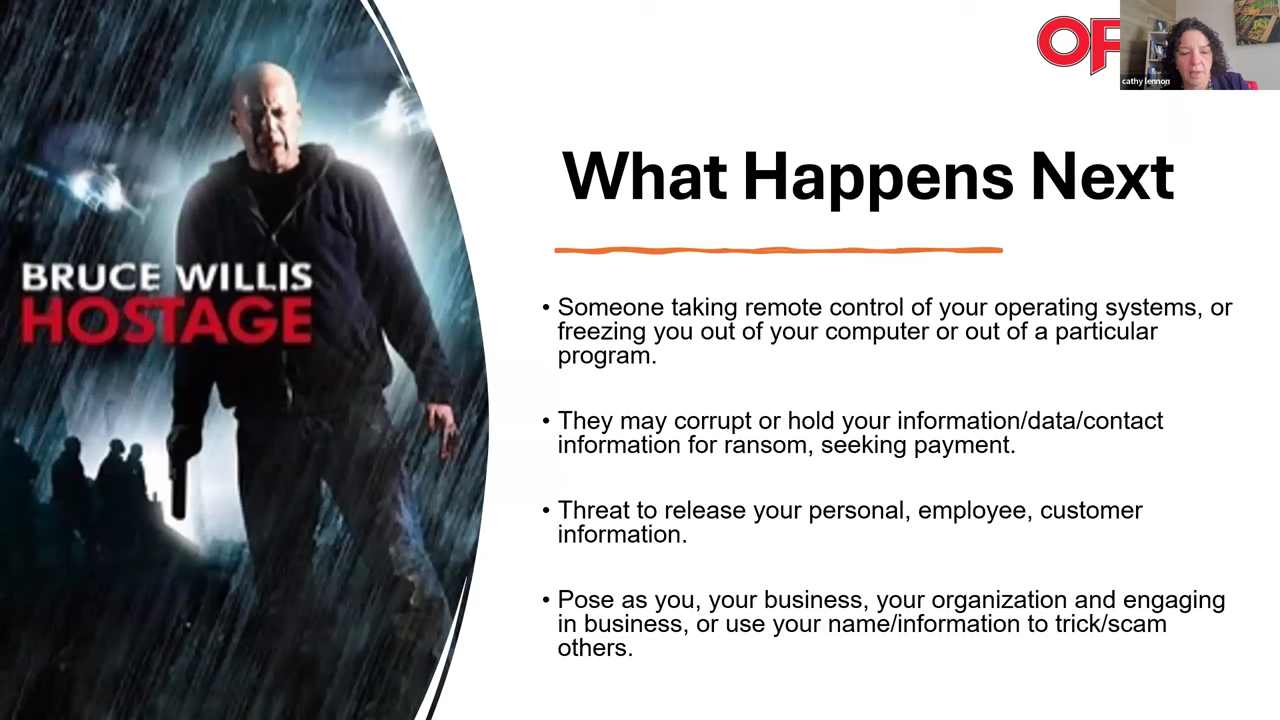 OF
cathy lennon
What Happens Next
BRUCE WILLIS
HOSTAGE
• Someone taking remote control of your operating systems, or
freezing you out of your computer or out of a particular
program.
• They may corrupt or hold your information/data/contact
information for ransom, seeking payment.
• Threat to release your personal, employee, customer
information.
• Pose as you, your business, your organization and engaging
in business, or use your name/information to trick/scam
others.